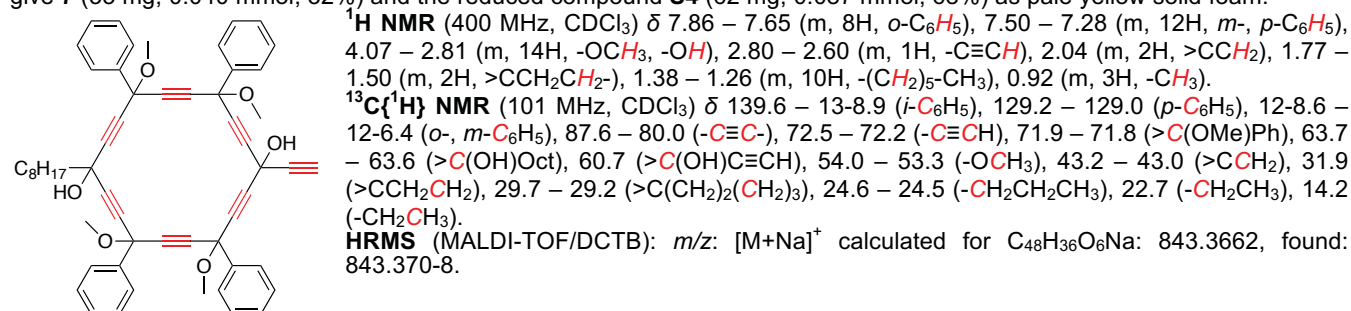 give 7 (33 mg, 0.040 mmol, 32%) and the reduced compound S4 (52 mg, 0.057 mmol, 33%) as pale yellow solid foam.
¹H NMR (400 MHz, CDCl₃) δ 7.86 – 7.65 (m, 8H, o-C₆H₅), 7.50 – 7.28 (m, 12H, m-, p-C₆H₅),
4.07 – 2.81 (m, 14H, -OCH₃, -OH), 2.80 – 2.60 (m, 1H, -C≡CH), 2.04 (m, 2H, >CCH₂), 1.77 –
1.50 (m, 2H, >CCH2CH₂-), 1.38 – 1.26 (m, 10H, -(CH₂)₅-CH₃), 0.92 (m, 3H, -CH₃).
¹³C{¹H} NMR (101 MHz, CDCl₃) δ 139.6 – 13-8.9 (i-C₆H₅), 129.2 – 129.0 (p-C₆H₅), 12-8.6 –
12-6.4 (o-, m-C₆H₅), 87.6 – 80.0 (-C≡C-), 72.5 – 72.2 (-C≡CH), 71.9 – 71.8 (>C(OMe)Ph), 63.7
– 63.6 (>C(OH)Oct), 60.7 (>C(OH)C≡CH), 54.0 – 53.3 (-OCH₃), 43.2 – 43.0 (>CCH₂), 31.9
(>CCH₂CH₂), 29.7 – 29.2 (>C(CH₂)₂(CH₂)₃), 24.6 – 24.5 (-CH₂CH₂CH₃), 22.7 (-CH₂CH₃), 14.2
(-CH₂CH₃).
HRMS (MALDI-TOF/DCTB): m/z: [M+Na]⁺ calculated for C₄₈H₃₆O₆Na: 843.3662, found:
843.370-8.
O
O
OH
C₈H₁₇
HO
O
O